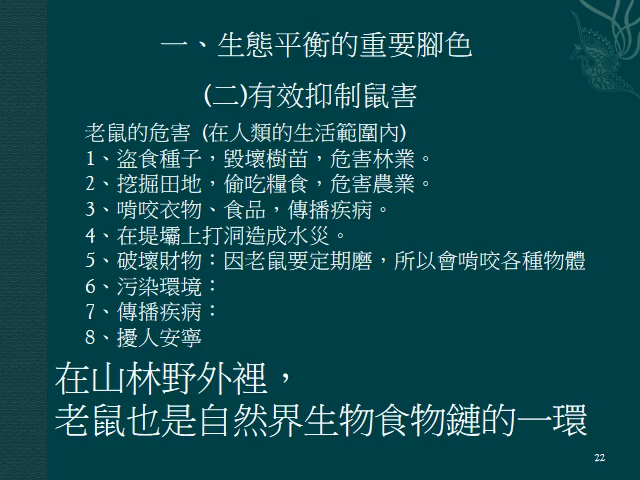 一、生態平衡的重要腳色
(二)有效抑制鼠害
老鼠的危害 (在人類的生活範圍內)
1、盜食種子，毀壞樹苗，危害林業。
2、挖掘田地，偷吃糧食，危害農業。
3、啃咬衣物、食品，傳播疾病。
4、在堤壩上打洞造成水災。
5、破壞財物：因老鼠要定期磨，所以會啃咬各種物體
6、污染環境：
7、傳播疾病：
8、擾人安寧
在山林野外裡，
老鼠也是自然界生物食物鏈的一環
22